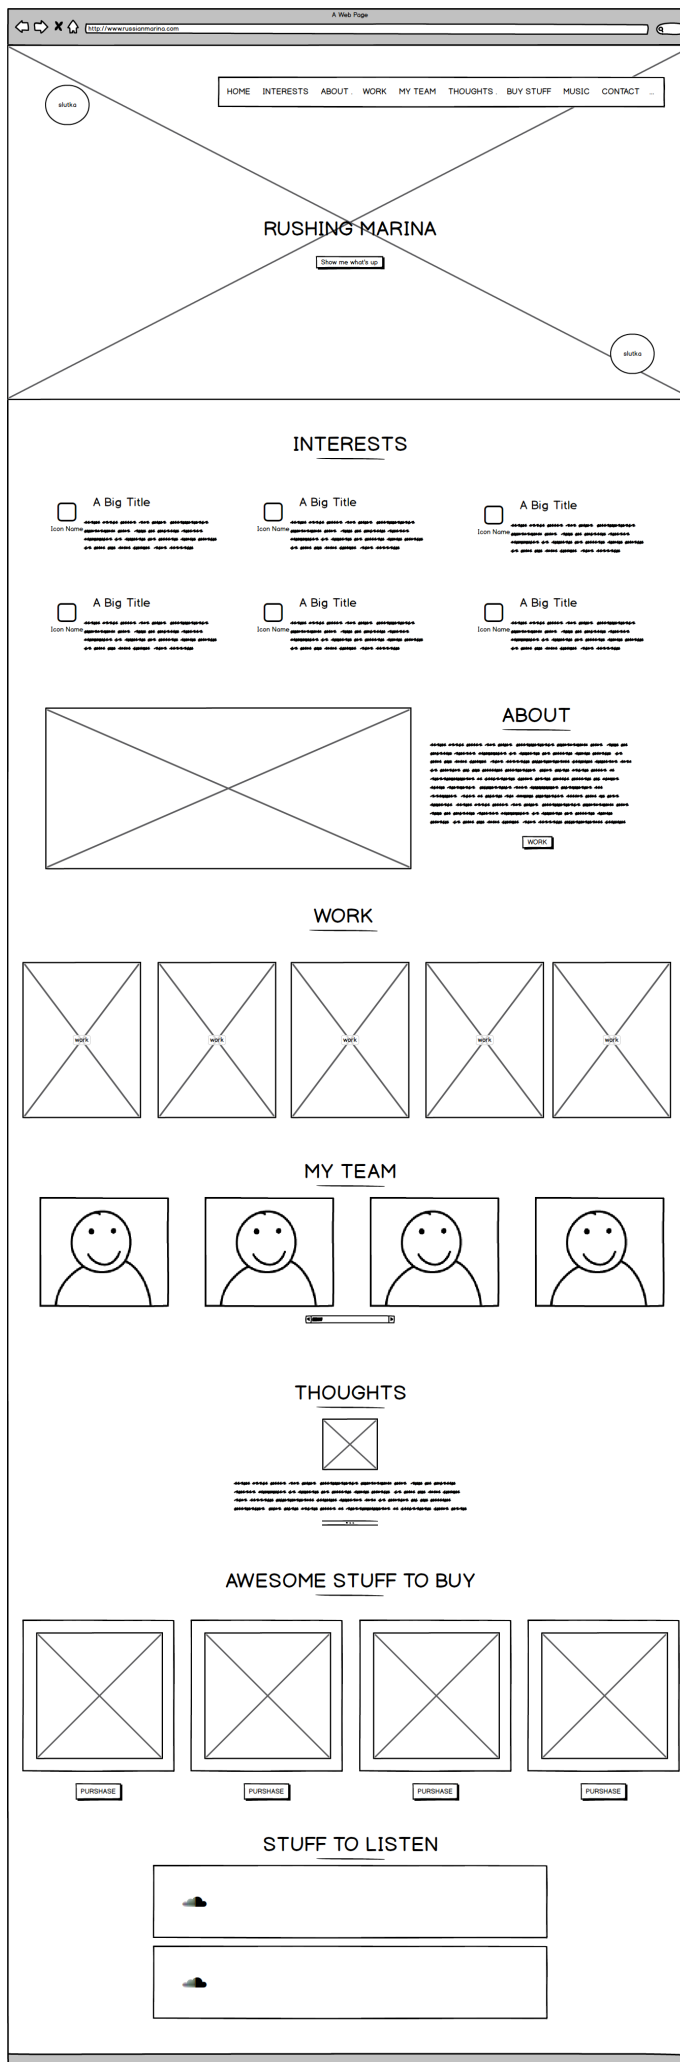 A Web Page
http://www.russianmarina.com
slutka
HOME INTERESTS ABOUT . WORK MY TEAM THOUGHTS . BUY STUFF MUSIC CONTACT ...
RUSHING MARINA
Show me what's up
slutka
INTERESTS
A Big Title A Big Title A Big Title
Icon Name Icon Name Icon Name
A Big Title A Big Title A Big Title
Icon Name Icon Name Icon Name
ABOUT
WORK
WORK
work work work work work
MY TEAM
THOUGHTS
AWESOME STUFF TO BUY
PURSHASE PURSHASE PURSHASE PURSHASE
STUFF TO LISTEN